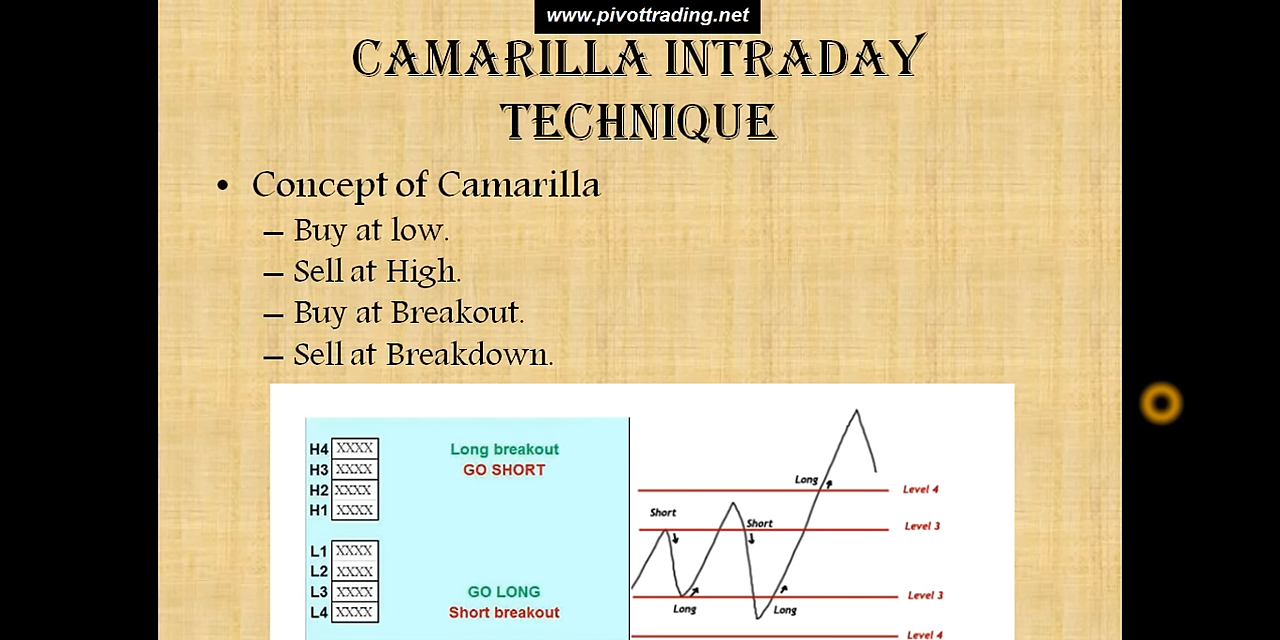 www.pivottrading.net
CAMARILLA INTRADAY
TECHNIQUE
• Concept of Camarilla
– Buy at low.
– Sell at High.
– Buy at Breakout.
– Sell at Breakdown.
H4 XXXX Long breakout
H3 XXXX GO SHORT
H2 XXXX
H1 XXXX
L1 XXXX
L2 XXXX
L3 XXXX GO LONG
L4 XXXX Short breakout
Long
Level 4
Short
Short
Level 3
Level 3
Long
Long
Level 4